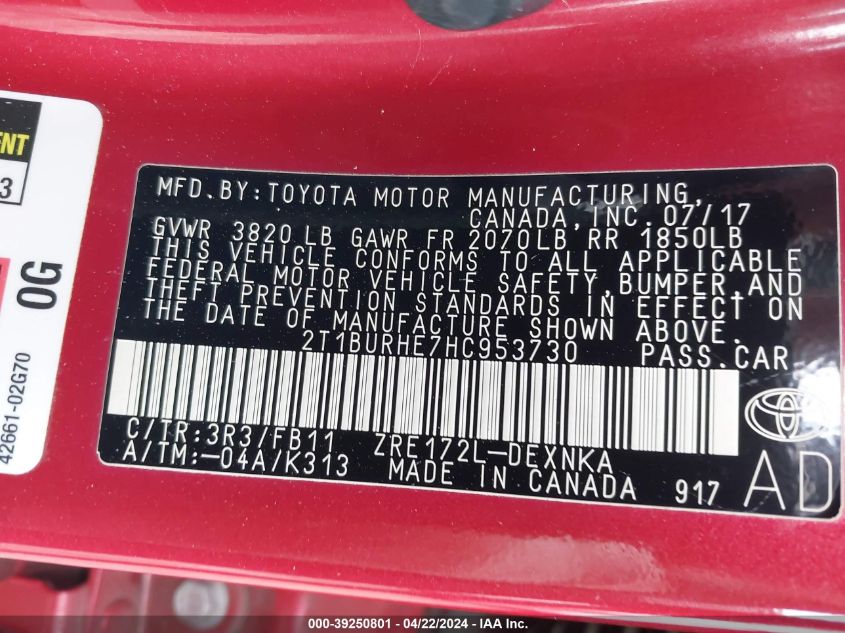 ENT
3
0G
42661-02G70
MFD.BY:TOYOTA MOTOR MANUFACTURING,
CANADA,INC. 07/17
GVWR 3820 LB GAWR FR 2070LB RR 1850LB
THIS VEHICLE CONFORMS TO ALL APPLICABLE
FEDERAL MOTOR VEHICLE SAFETY,BUMPER,AND
THEFT PREVENTION STANDARDS IN EFFECT ON
THE DATE OF MANUFACTURE SHOWN ABOVE.
2T1BURHE7HC953730 PASS.CAR
C/TR:3R3/FB11 ZRE172L-DEXNKA
A/TM:-04A/K313 MADE IN CANADA 917 AD
000-39250801 - 04/22/2024 - IAA Inc.